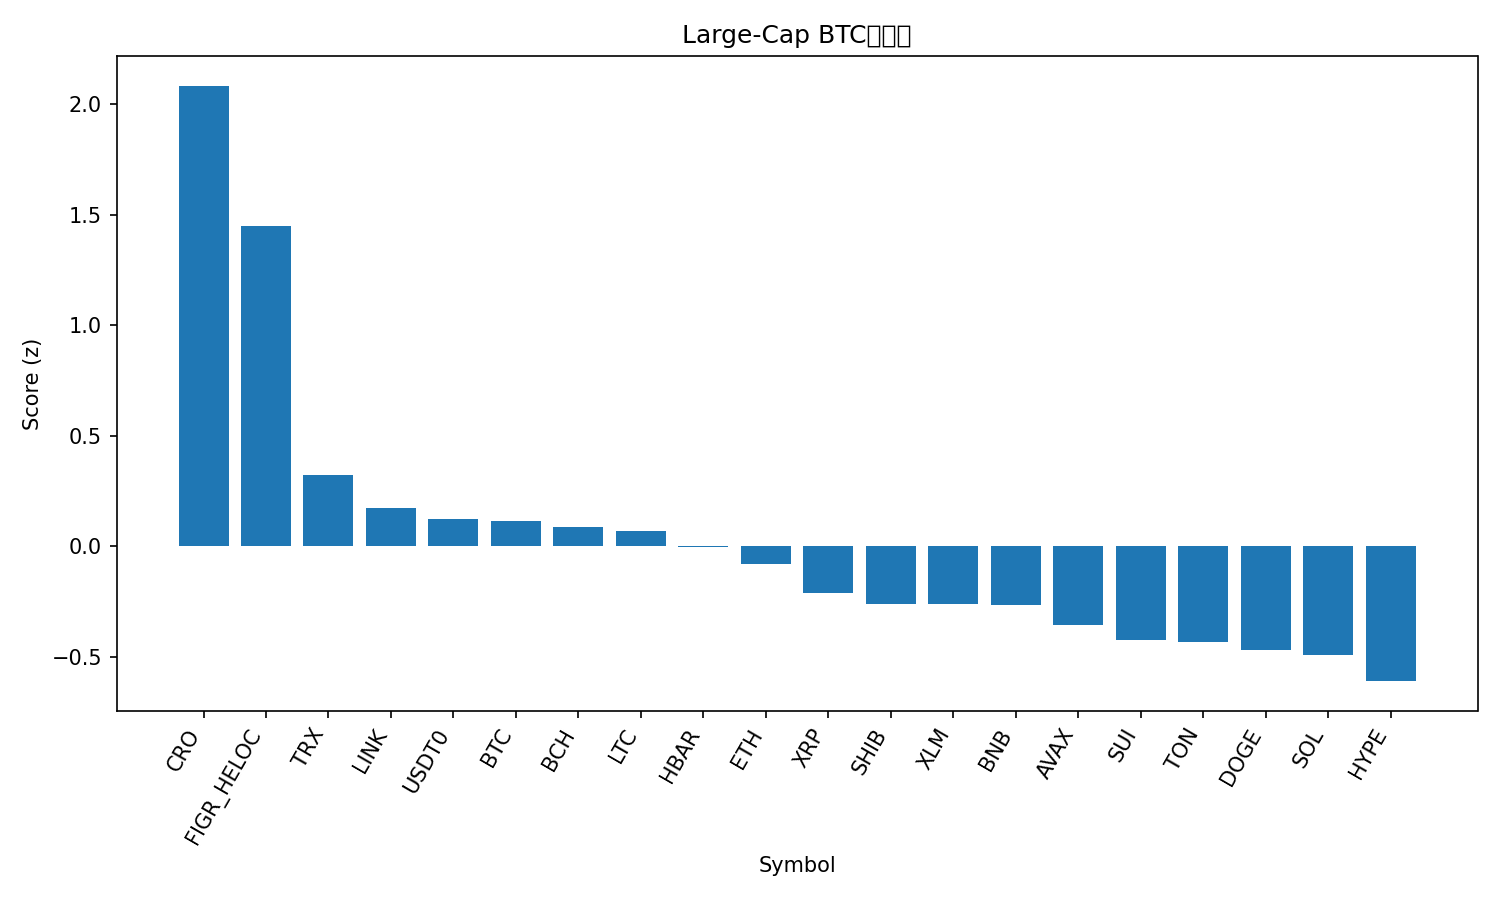 Large-Cap BTC
Score (z)
2.0
1.5
1.0
0.5
0.0
−0.5
CRO
FIGR_HELOC
TRX
LINK
USDT0
BTC
BCH
LTC
HBAR
ETH
XRP
SHIB
XLM
BNB
AVAX
SUI
TON
DOGE
SOL
HYPE
Symbol